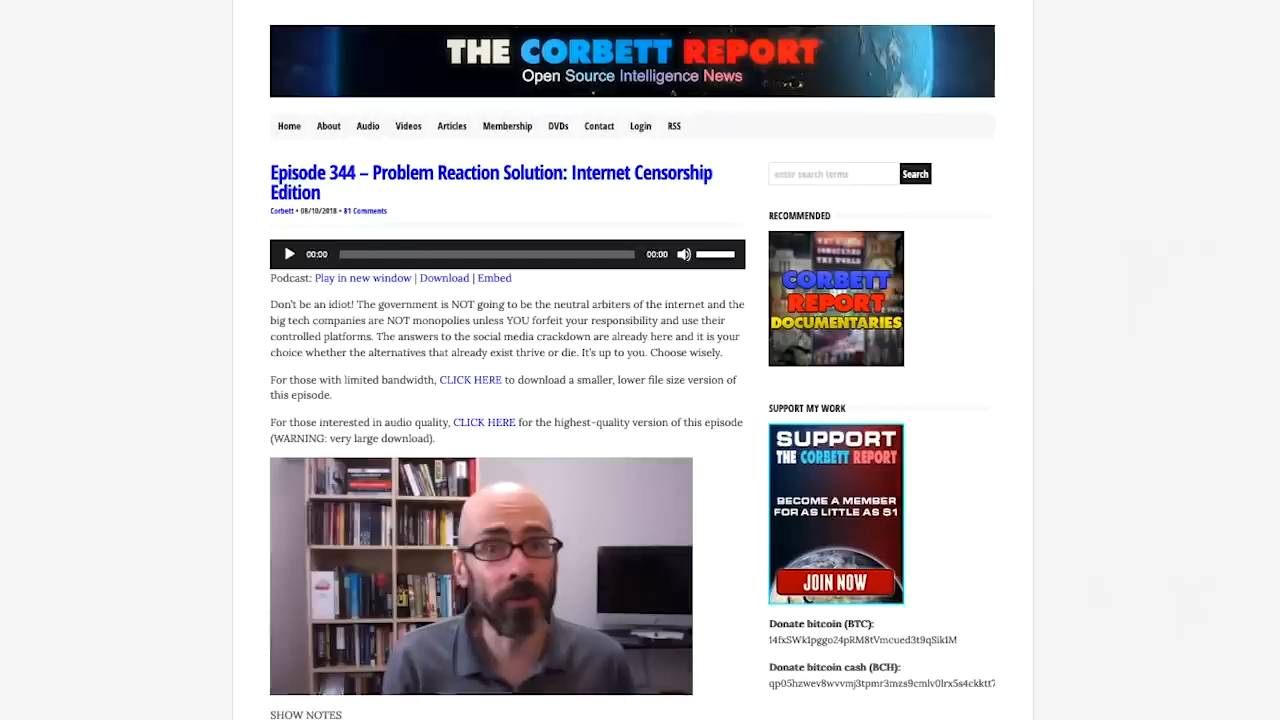 THE CORBETT REPORT
Open Source Intelligence News
Home About Audio Videos Articles Membership DVDs Contact Login RSS
Episode 344 – Problem Reaction Solution: Internet Censorship
Edition
Corbett • 08/10/2018 • 81 Comments
00:00 00:00
Podcast: Play in new window | Download | Embed
Don't be an idiot! The government is NOT going to be the neutral arbiters of the internet and the
big tech companies are NOT monopolies unless YOU forfeit your responsibility and use their
controlled platforms. The answers to the social media crackdown are already here and it is your
choice whether the alternatives that already exist thrive or die. It's up to you. Choose wisely.
For those with limited bandwidth, CLICK HERE to download a smaller, lower file size version of
this episode.
For those interested in audio quality, CLICK HERE for the highest-quality version of this episode
(WARNING: very large download).
SHOW NOTES
enter search terms Search
RECOMMENDED
CORBETT
REPORT
DOCUMENTARIES
SUPPORT MY WORK
SUPPORT
THE CORBETT REPORT
BECOME A MEMBER
FOR AS LITTLE AS $1
JOIN NOW
Donate bitcoin (BTC):
14fxSWk1pggo24pRM8tVmcued3t9qSik1M
Donate bitcoin cash (BCH):
qp05hzwev8wvvmj3tpmr3mzs9cmlv0lrx5s4ckktt7